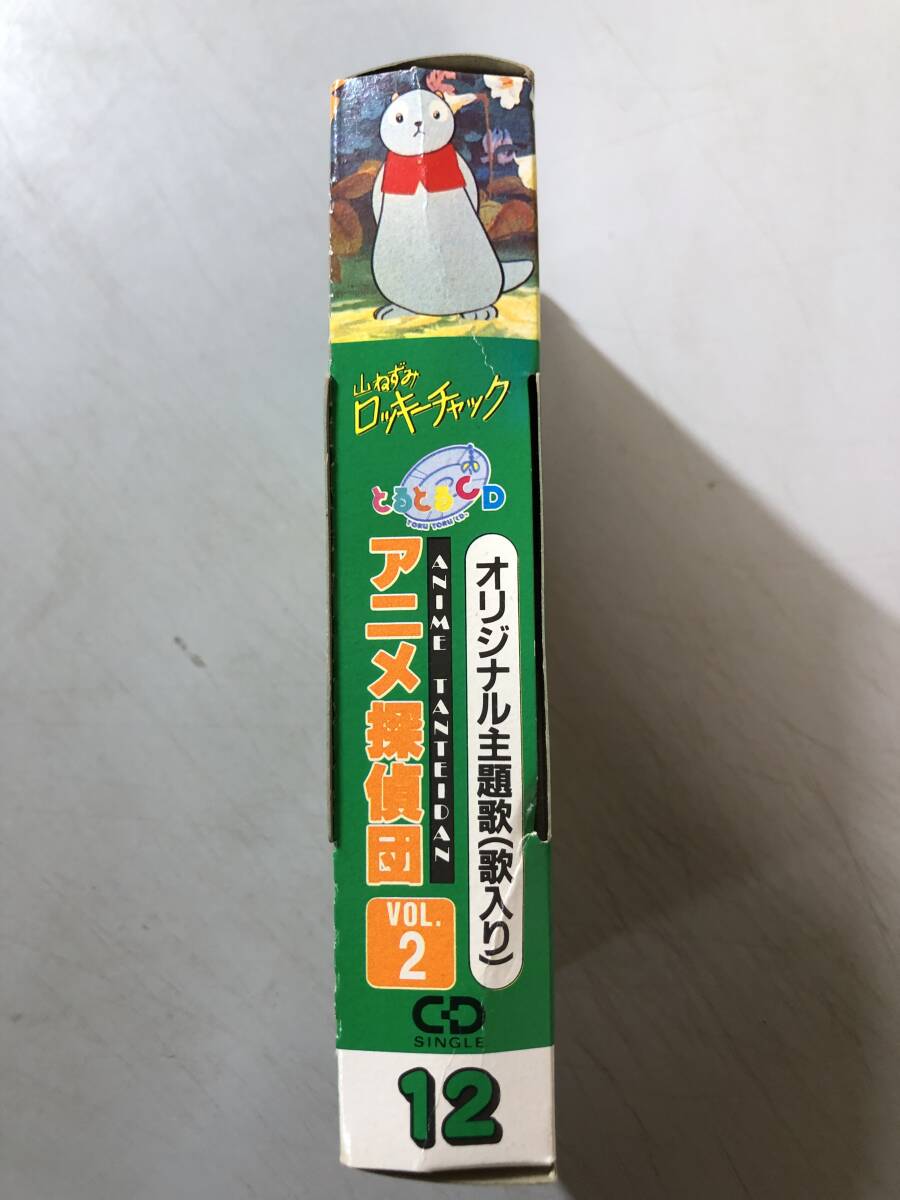 山ねずみ
ロッキーチャック
とるとるCD
TORU TORU CD
オリジナル主題歌(歌入り)
ANIME TANTEIDAN
アニメ探偵団
VOL.
2
CD
SINGLE
12